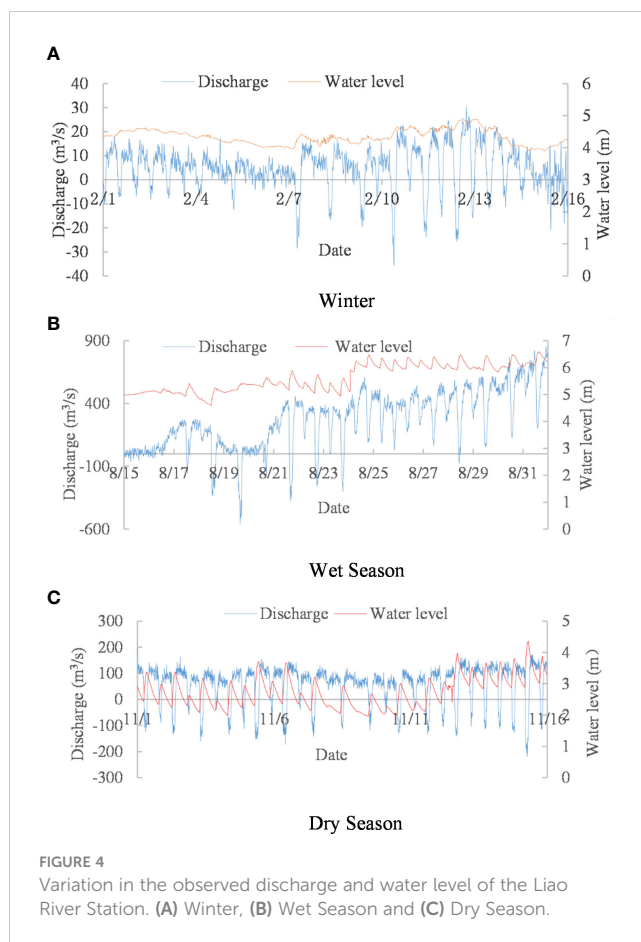 A
Discharge Water level
40
30
20
10
0
-10
-20
-30
-40
Discharge (m³/s)
6
5
4
3
2
1
0
Water level (m)
2/1 2/4 2/7 2/10 2/13 2/16
Date
Winter
B
Discharge Water level
900
400
-100
-600
Discharge (m³/s)
7
6
5
4
3
2
1
0
Water leverl (m)
8/15 8/17 8/19 8/21 8/23 8/25 8/27 8/29 8/31
Date
Wet Season
C
Discharge Water level
300
200
100
0
-100
-200
-300
Discharge (m³/s)
5
4
3
2
1
0
Water level (m)
11/1 11/6 11/11 11/16
Date
Dry Season
FIGURE 4
Variation in the observed discharge and water level of the Liao
River Station. (A) Winter, (B) Wet Season and (C) Dry Season.